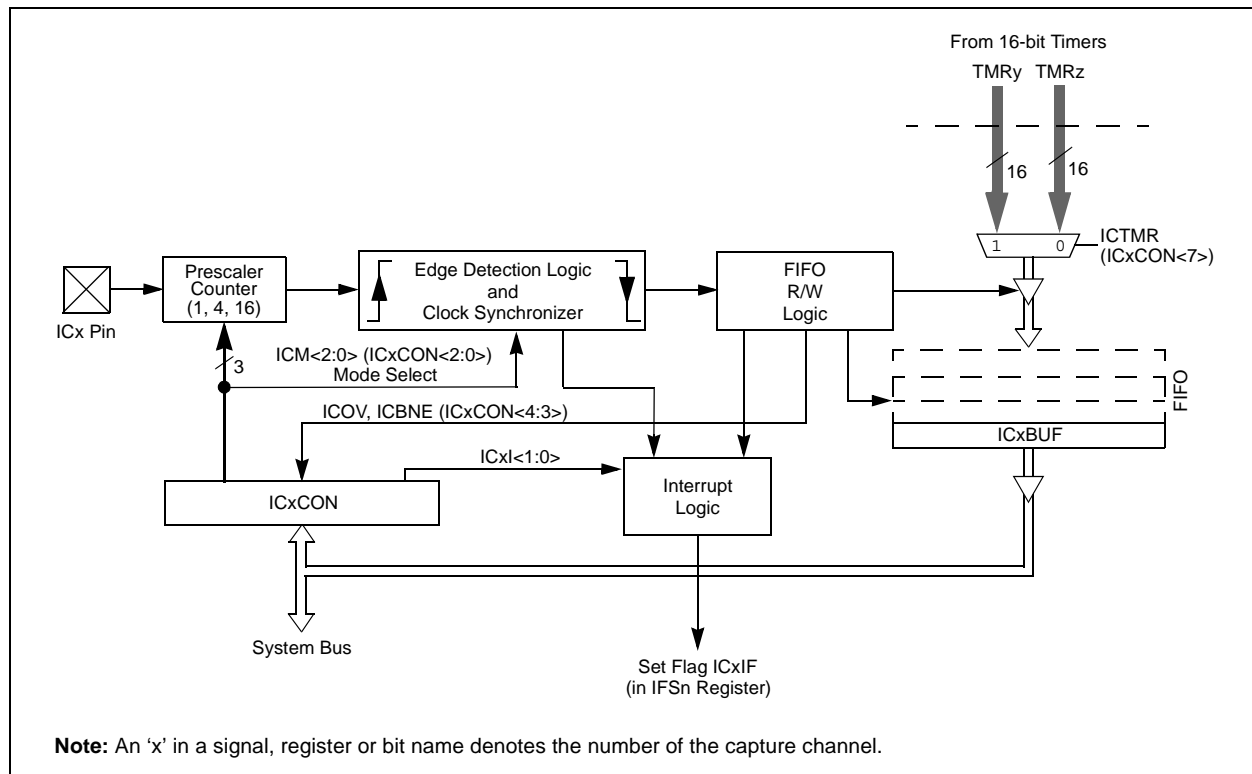 From 16-bit Timers
TMRy TMRz
16 16
1 0
ICTMR
(ICxCON<7>)
Prescaler
Counter
(1, 4, 16)
Edge Detection Logic
and
Clock Synchronizer
FIFO
R/W
Logic
ICx Pin
3
ICM<2:0> (ICxCON<2:0>)
Mode Select
FIFO
ICOV, ICBNE (ICxCON<4:3>)
ICxBUF
ICxI<1:0>
ICxCON
Interrupt
Logic
System Bus
Set Flag ICxIF
(in IFSn Register)
Note: An ‘x’ in a signal, register or bit name denotes the number of the capture channel.